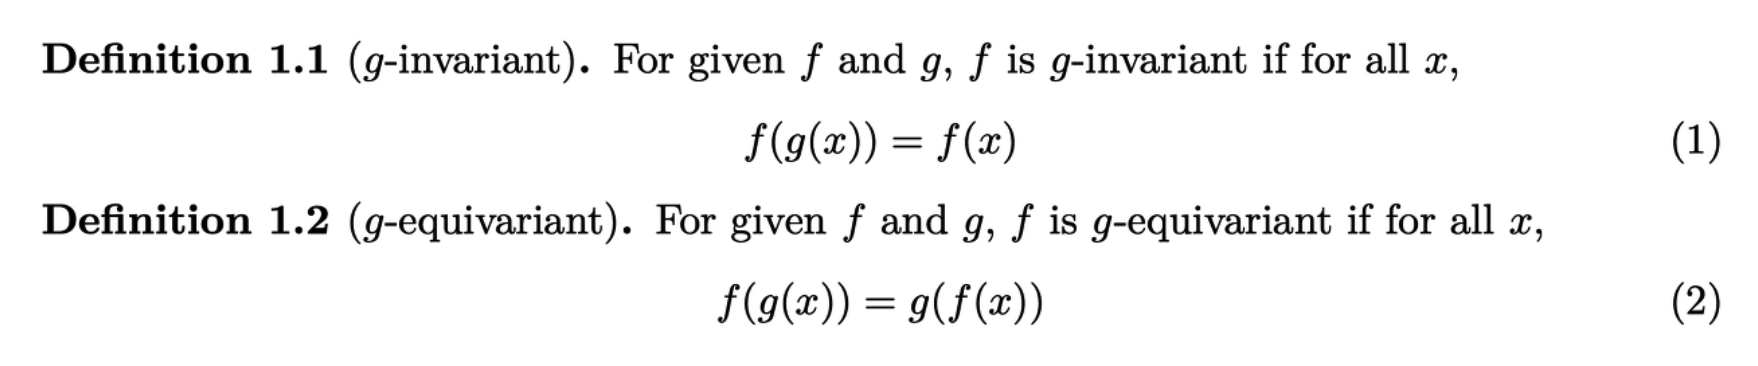 Definition 1.1 (g-invariant). For given f and g, f is g-invariant if for all x,
f(g(x)) = f(x) (1)
Definition 1.2 (g-equivariant). For given f and g, f is g-equivariant if for all x,
f(g(x)) = g(f(x)) (2)